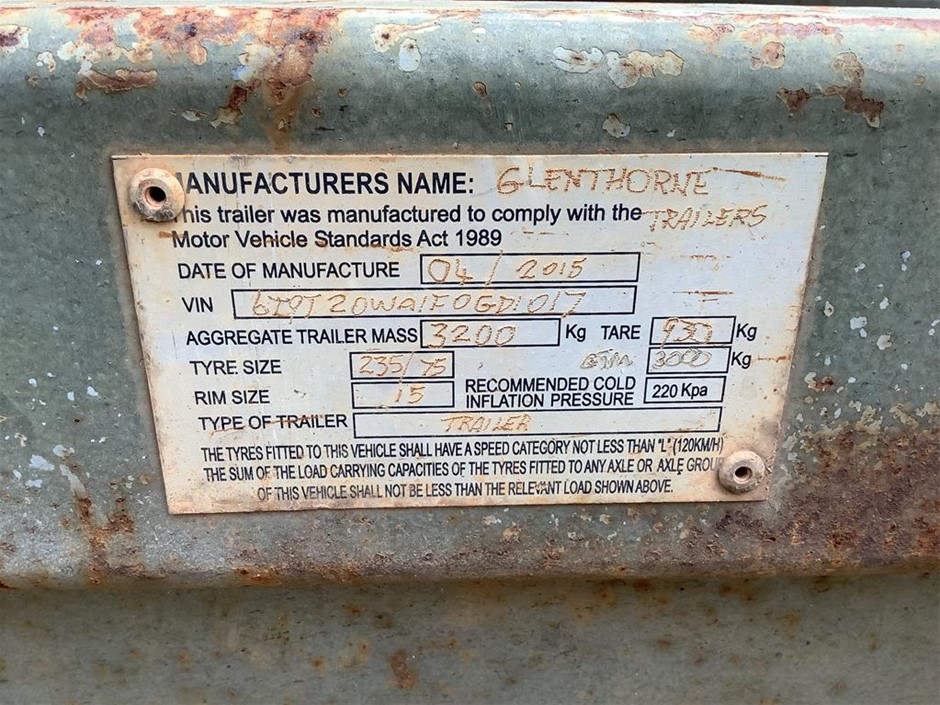 MANUFACTURERS NAME: GLENTHORNE
This trailer was manufactured to comply with the TRAILERS
Motor Vehicle Standards Act 1989
DATE OF MANUFACTURE 04/2015
VIN 6T9T20WA1F0GD1017
AGGREGATE TRAILER MASS 3200 Kg TARE 930 Kg
TYRE SIZE 235/75 GTM 3000 Kg
RIM SIZE 15 RECOMMENDED COLD INFLATION PRESSURE 220 Kpa
TYPE OF TRAILER TRAILER
THE TYRES FITTED TO THIS VEHICLE SHALL HAVE A SPEED CATEGORY NOT LESS THAN "L" (120KM/H)
THE SUM OF THE LOAD CARRYING CAPACITIES OF THE TYRES FITTED TO ANY AXLE OR AXLE GROUP
OF THIS VEHICLE SHALL NOT BE LESS THAN THE RELEVANT LOAD SHOWN ABOVE.